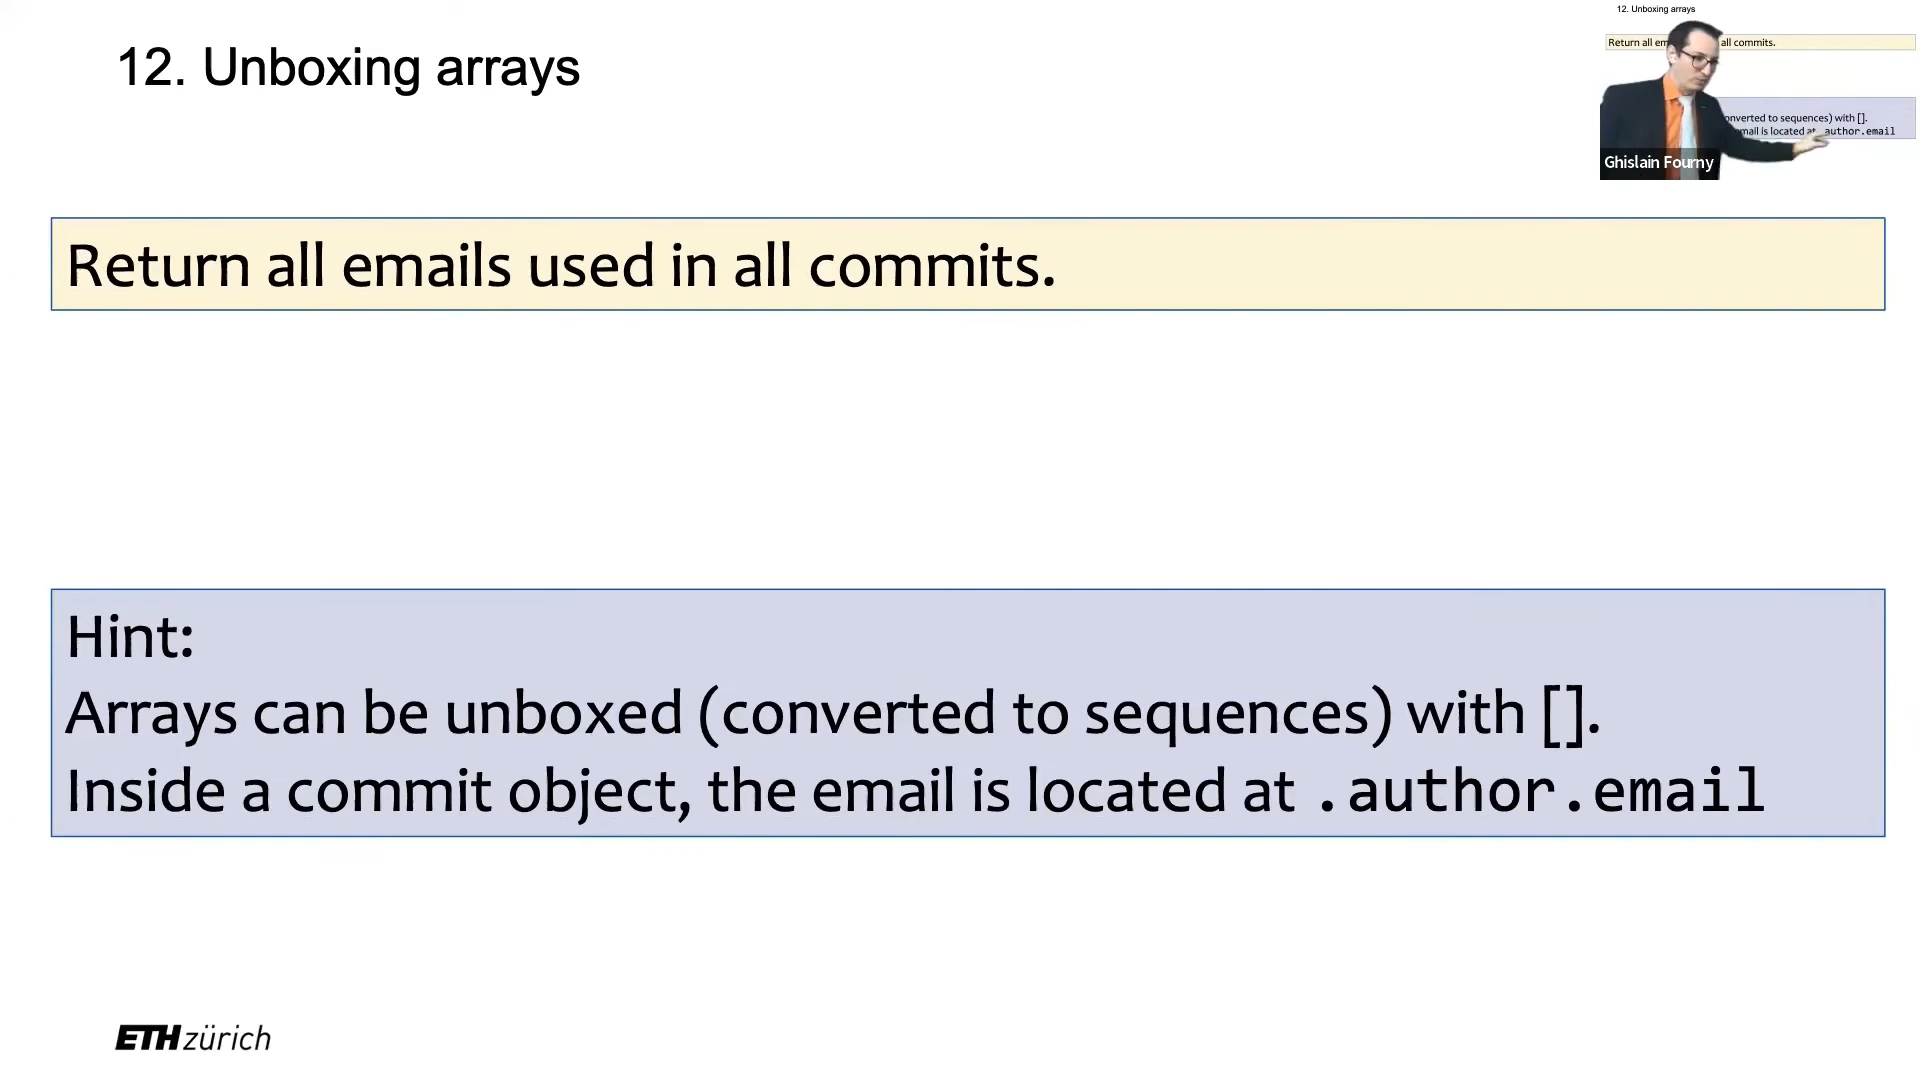 12. Unboxing arrays
12. Unboxing arrays
Return all em all commits.
onverted to sequences) with [].
email is located at .author.email
Ghislain Fourny
Return all emails used in all commits.
Hint:
Arrays can be unboxed (converted to sequences) with [].
Inside a commit object, the email is located at .author.email
ETH zürich